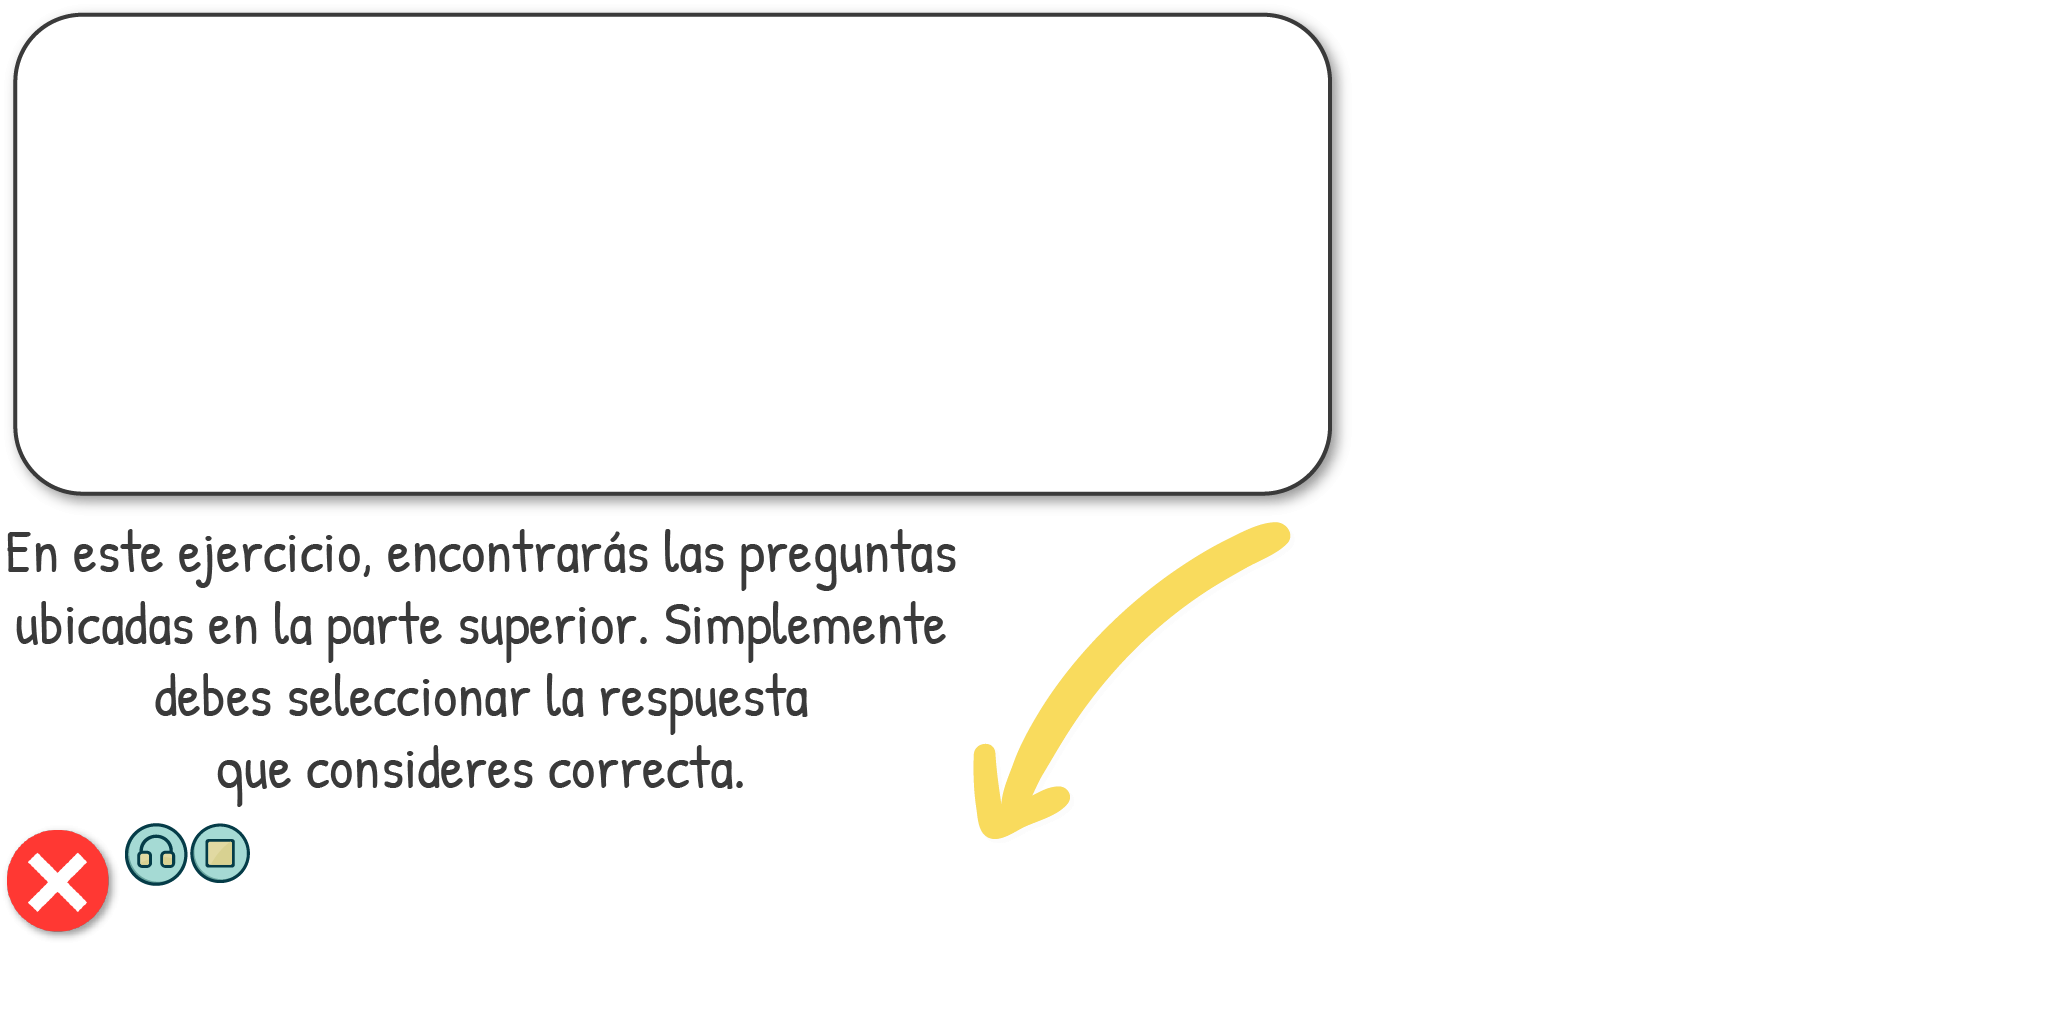 En este ejercicio, encontrarás las preguntas
ubicadas en la parte superior. Simplemente
debes seleccionar la respuesta
que consideres correcta.